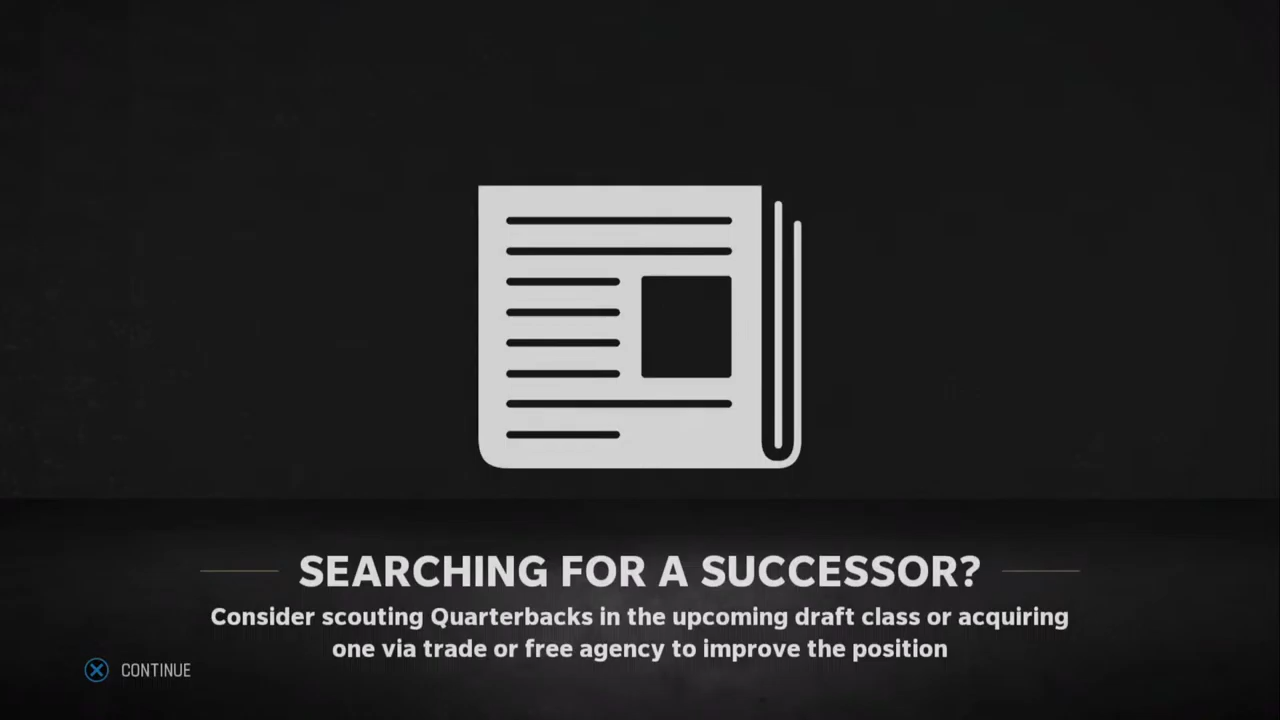 SEARCHING FOR A SUCCESSOR?
Consider scouting Quarterbacks in the upcoming draft class or acquiring
one via trade or free agency to improve the position
CONTINUE